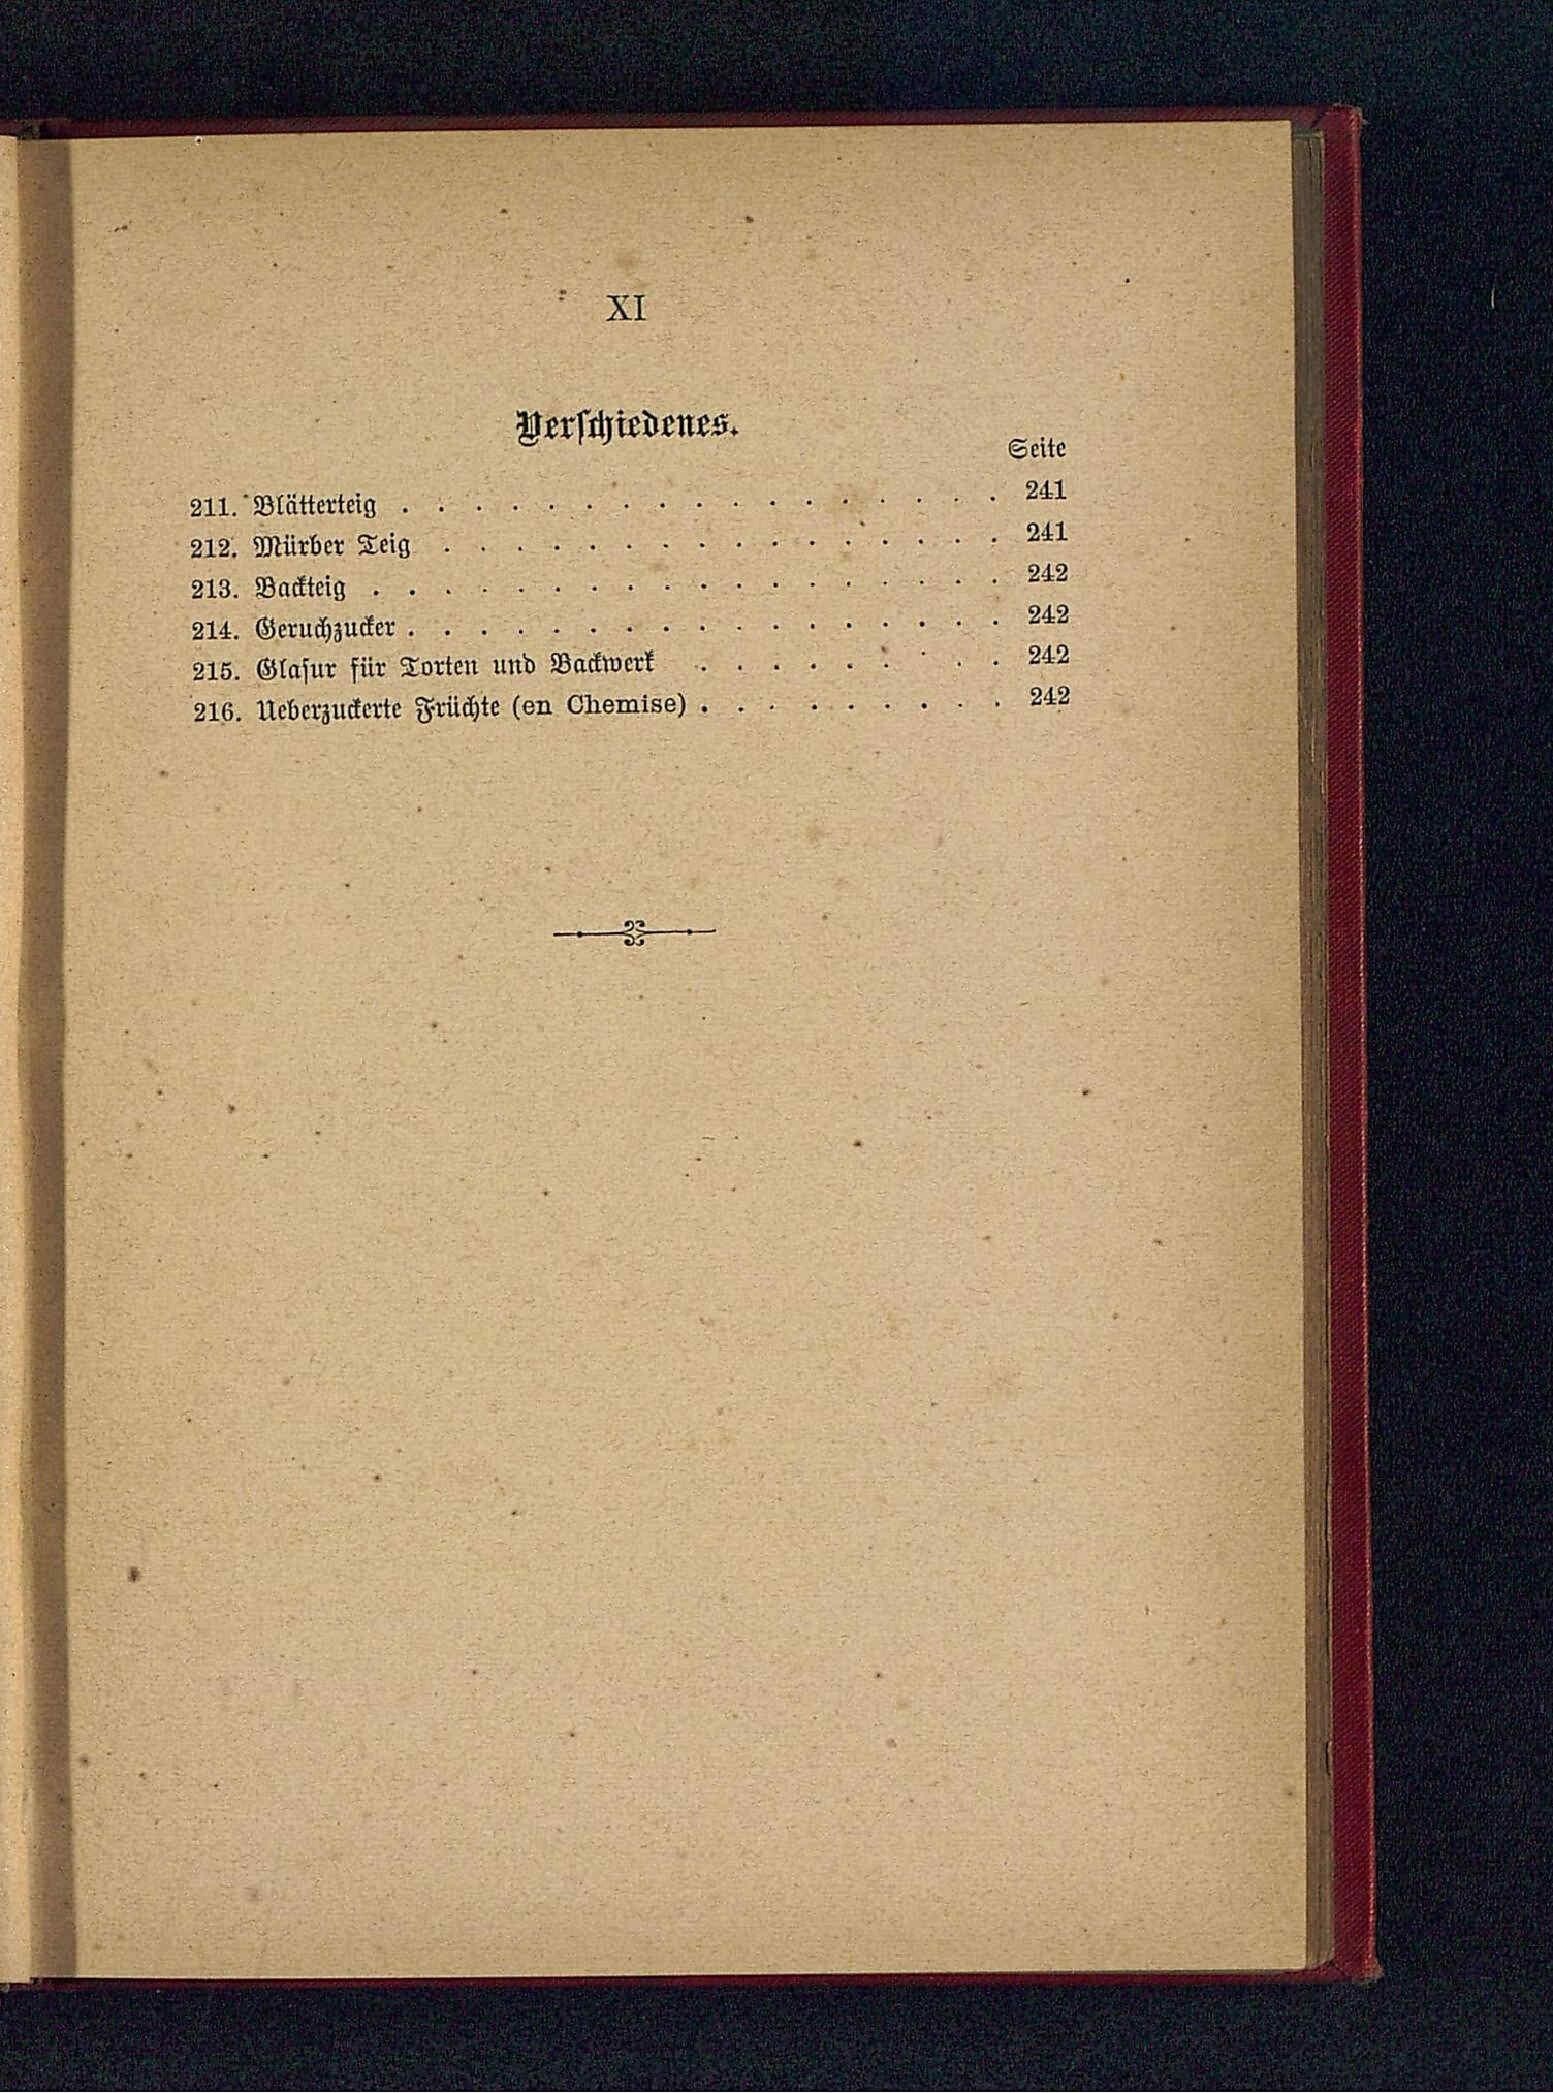 XI
Verschiedenes.
Seite
211. Blätterteig . . . . . . . . . . . . . . . . . 241
212. Mürber Teig . . . . . . . . . . . . . . . . 241
213. Backteig . . . . . . . . . . . . . . . . . . 242
214. Geruchzucker . . . . . . . . . . . . . . . . . 242
215. Glasur für Torten und Backwerk . . . . . . . . . 242
216. Ueberzuckerte Früchte (en Chemise) . . . . . . . . . 242